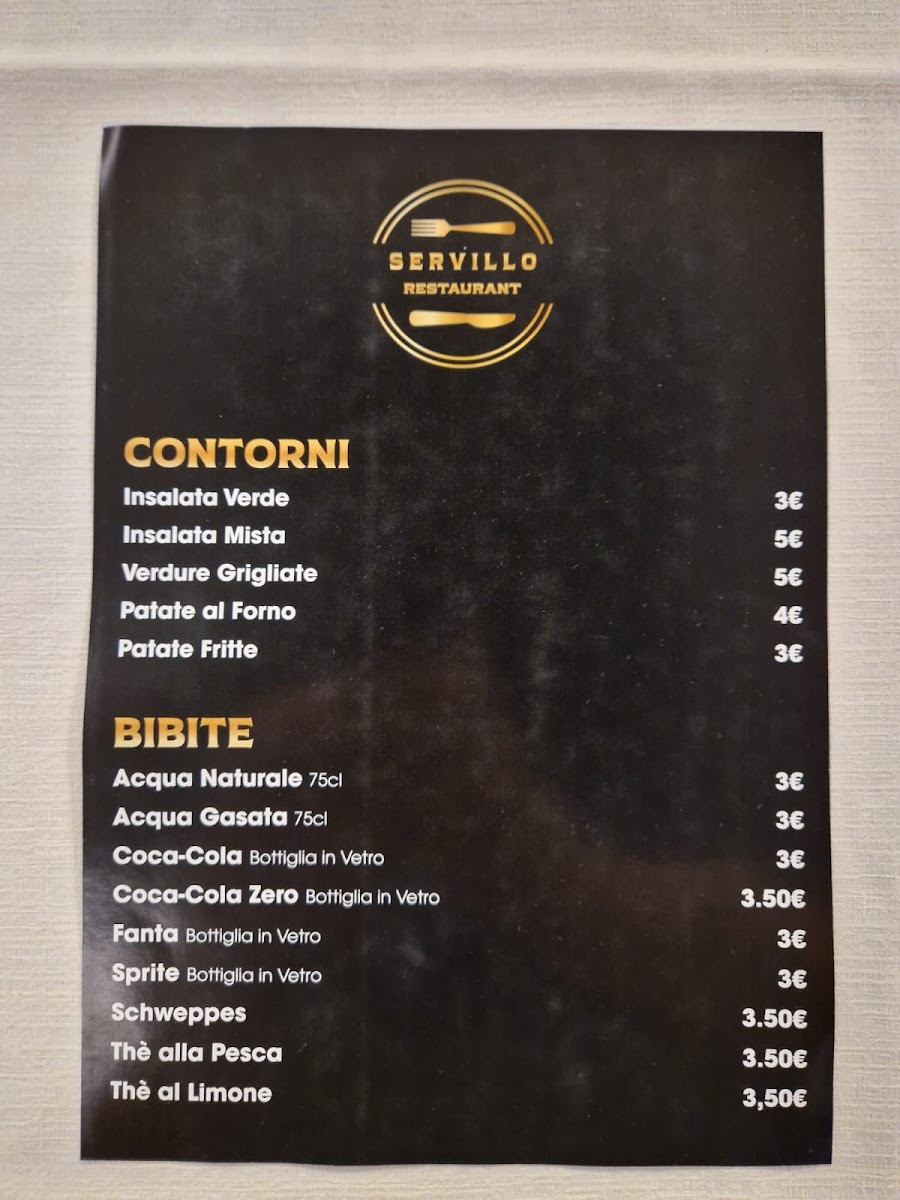 SERVILLO
RESTAURANT
CONTORNI
Insalata Verde 3€
Insalata Mista 5€
Verdure Grigliate 5€
Patate al Forno 4€
Patate Fritte 3€
BIBITE
Acqua Naturale 75cl 3€
Acqua Gasata 75cl 3€
Coca-Cola Bottiglia in Vetro 3€
Coca-Cola Zero Bottiglia in Vetro 3.50€
Fanta Bottiglia in Vetro 3€
Sprite Bottiglia in Vetro 3€
Schweppes 3.50€
Thè alla Pesca 3.50€
Thè al Limone 3,50€